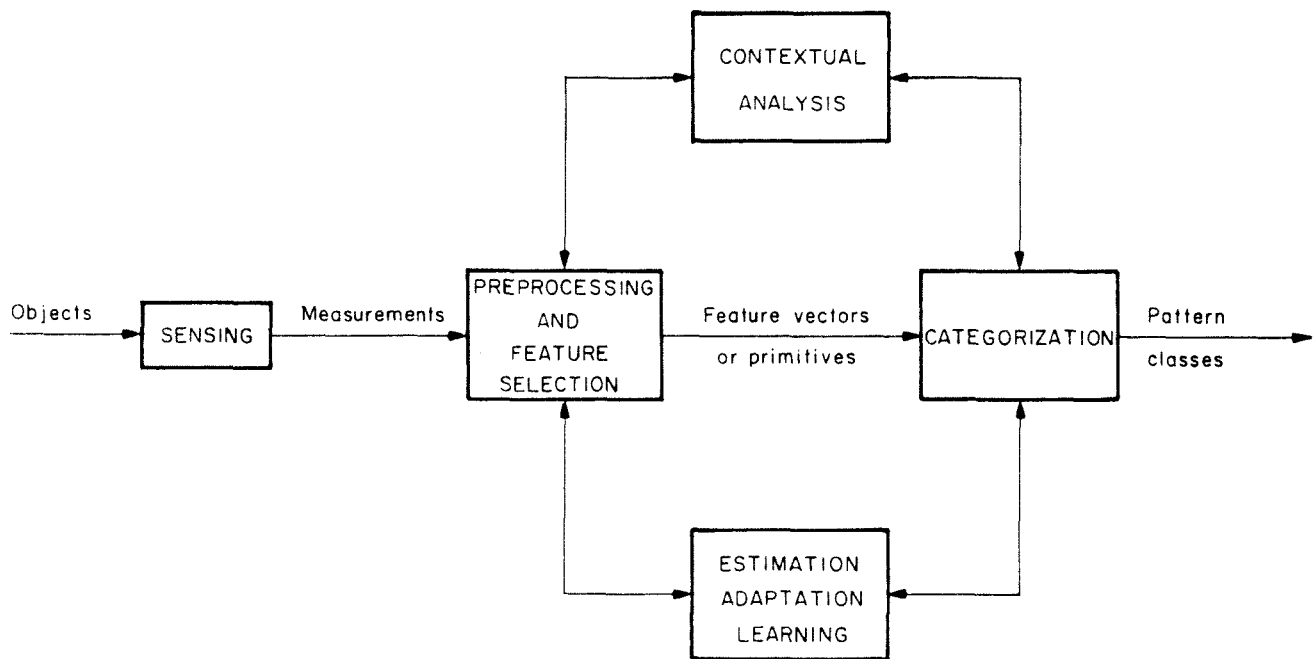 CONTEXTUAL
ANALYSIS
Objects
SENSING
Measurements
PREPROCESSING
AND
FEATURE
SELECTION
Feature vectors
or primitives
CATEGORIZATION
Pattern
classes
ESTIMATION
ADAPTATION
LEARNING